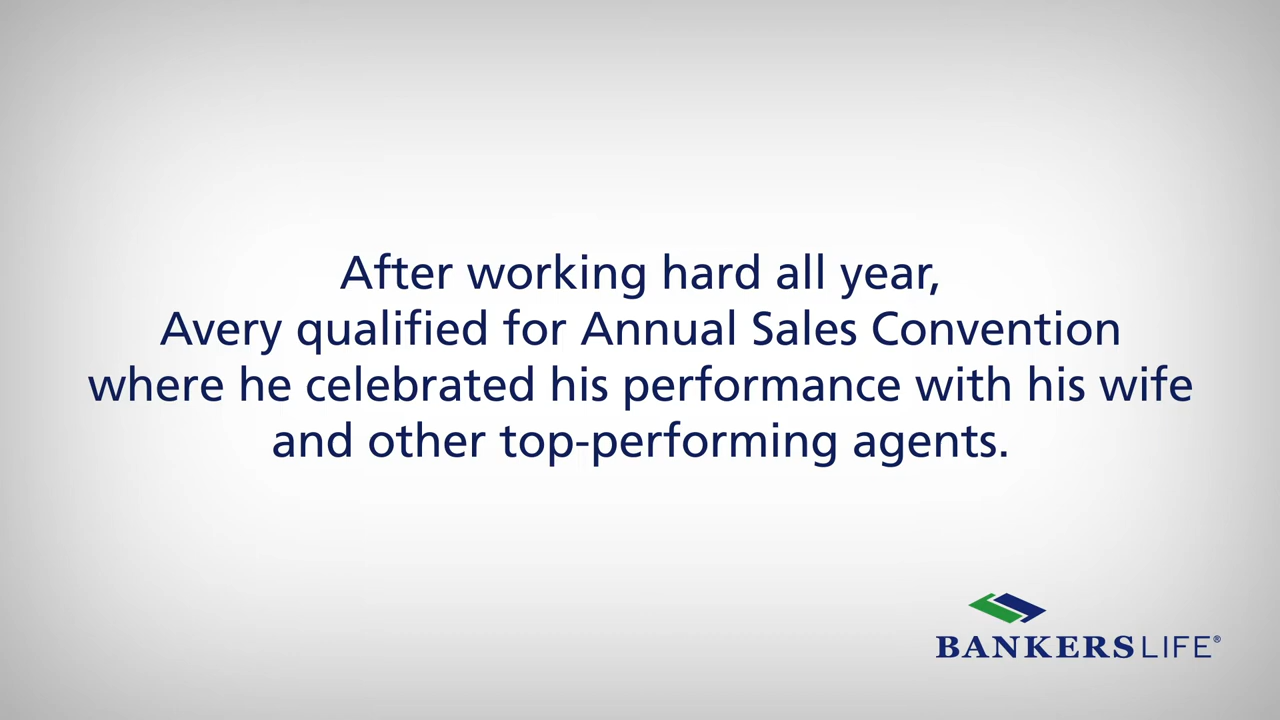 After working hard all year,
Avery qualified for Annual Sales Convention
where he celebrated his performance with his wife
and other top-performing agents.
BANKERS LIFE®